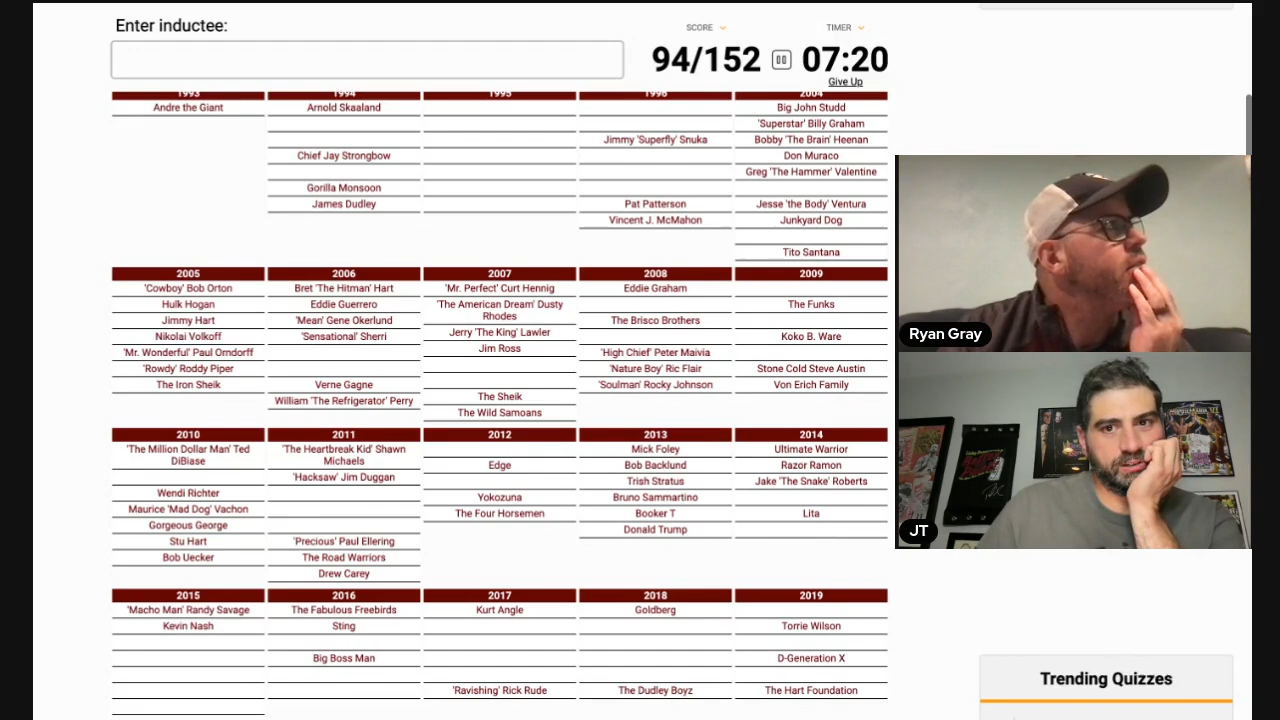 Enter inductee:
SCORE
TIMER
94/152
07:20
Give Up
1993
1994
1995
1996
2004
Andre the Giant
Arnold Skaaland
Big John Studd
'Superstar' Billy Graham
Jimmy 'Superfly' Snuka
Bobby 'The Brain' Heenan
Chief Jay Strongbow
Don Muraco
Greg 'The Hammer' Valentine
Gorilla Monsoon
James Dudley
Pat Patterson
Jesse 'the Body' Ventura
Vincent J. McMahon
Junkyard Dog
Tito Santana
2005
2006
2007
2008
2009
'Cowboy' Bob Orton
Bret 'The Hitman' Hart
'Mr. Perfect' Curt Hennig
Eddie Graham
Hulk Hogan
Eddie Guerrero
'The American Dream' Dusty
Rhodes
The Funks
Jimmy Hart
'Mean' Gene Okerlund
The Brisco Brothers
Nikolai Volkoff
'Sensational' Sherri
Jerry 'The King' Lawler
Koko B. Ware
'Mr. Wonderful' Paul Orndorff
Jim Ross
'High Chief' Peter Maivia
'Rowdy' Roddy Piper
'Nature Boy' Ric Flair
Stone Cold Steve Austin
The Iron Sheik
Verne Gagne
The Sheik
'Soulman' Rocky Johnson
Von Erich Family
William 'The Refrigerator' Perry
The Wild Samoans
2010
2011
2012
2013
2014
'The Million Dollar Man' Ted
DiBiase
'The Heartbreak Kid' Shawn
Michaels
Mick Foley
Ultimate Warrior
Edge
Bob Backlund
Razor Ramon
'Hacksaw' Jim Duggan
Trish Stratus
Jake 'The Snake' Roberts
Wendi Richter
Yokozuna
Bruno Sammartino
Maurice 'Mad Dog' Vachon
The Four Horsemen
Booker T
Lita
Gorgeous George
Donald Trump
Stu Hart
'Precious' Paul Ellering
Bob Uecker
The Road Warriors
Drew Carey
2015
2016
2017
2018
2019
'Macho Man' Randy Savage
The Fabulous Freebirds
Kurt Angle
Goldberg
Kevin Nash
Sting
Torrie Wilson
Big Boss Man
D-Generation X
'Ravishing' Rick Rude
The Dudley Boyz
The Hart Foundation
Ryan Gray
JT
Trending Quizzes